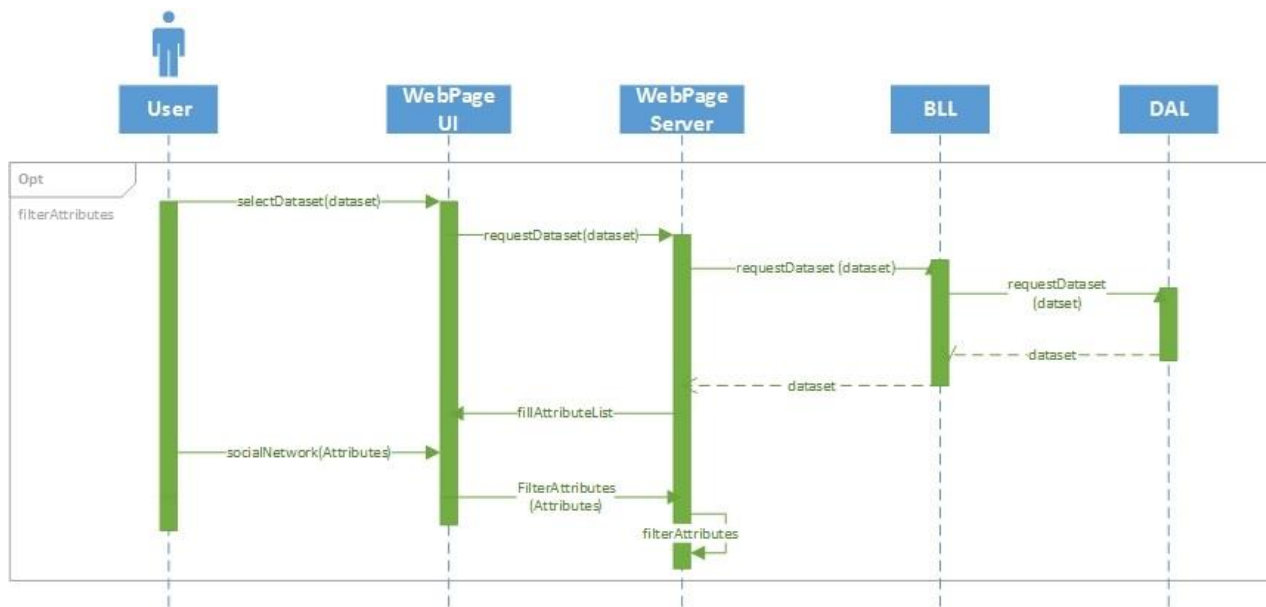 User
WebPage
UI
WebPage
Server
BLL
DAL
Opt
filterAttributes
selectDataset(dataset)
requestDataset(dataset)
requestDataset (dataset)
requestDataset
(datset)
dataset
dataset
fillAttributeList
socialNetwork(Attributes)
FilterAttributes
(Attributes)
filterAttributes